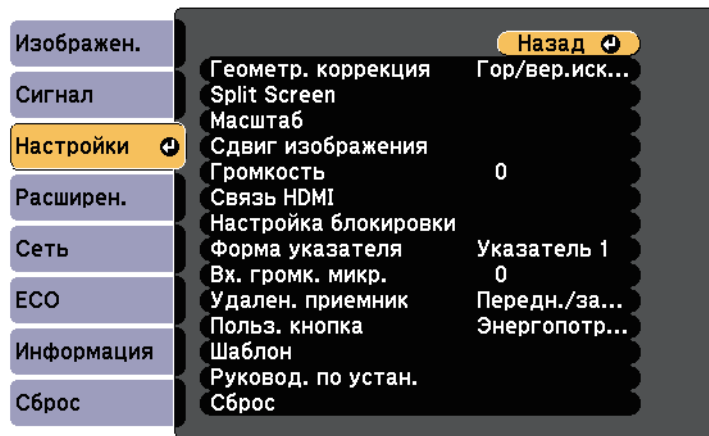 Изображен.
Сигнал
Настройки
Расширен.
Сеть
ECO
Информация
Сброс
Назад
Геометр. коррекция Гор/вер.иск...
Split Screen
Масштаб
Сдвиг изображения
Громкость 0
Связь HDMI
Настройка блокировки
Форма указателя Указатель 1
Вх. громк. микр. 0
Удален. приемник Передн./за...
Польз. кнопка Энергопотр...
Шаблон
Руковод. по устан.
Сброс